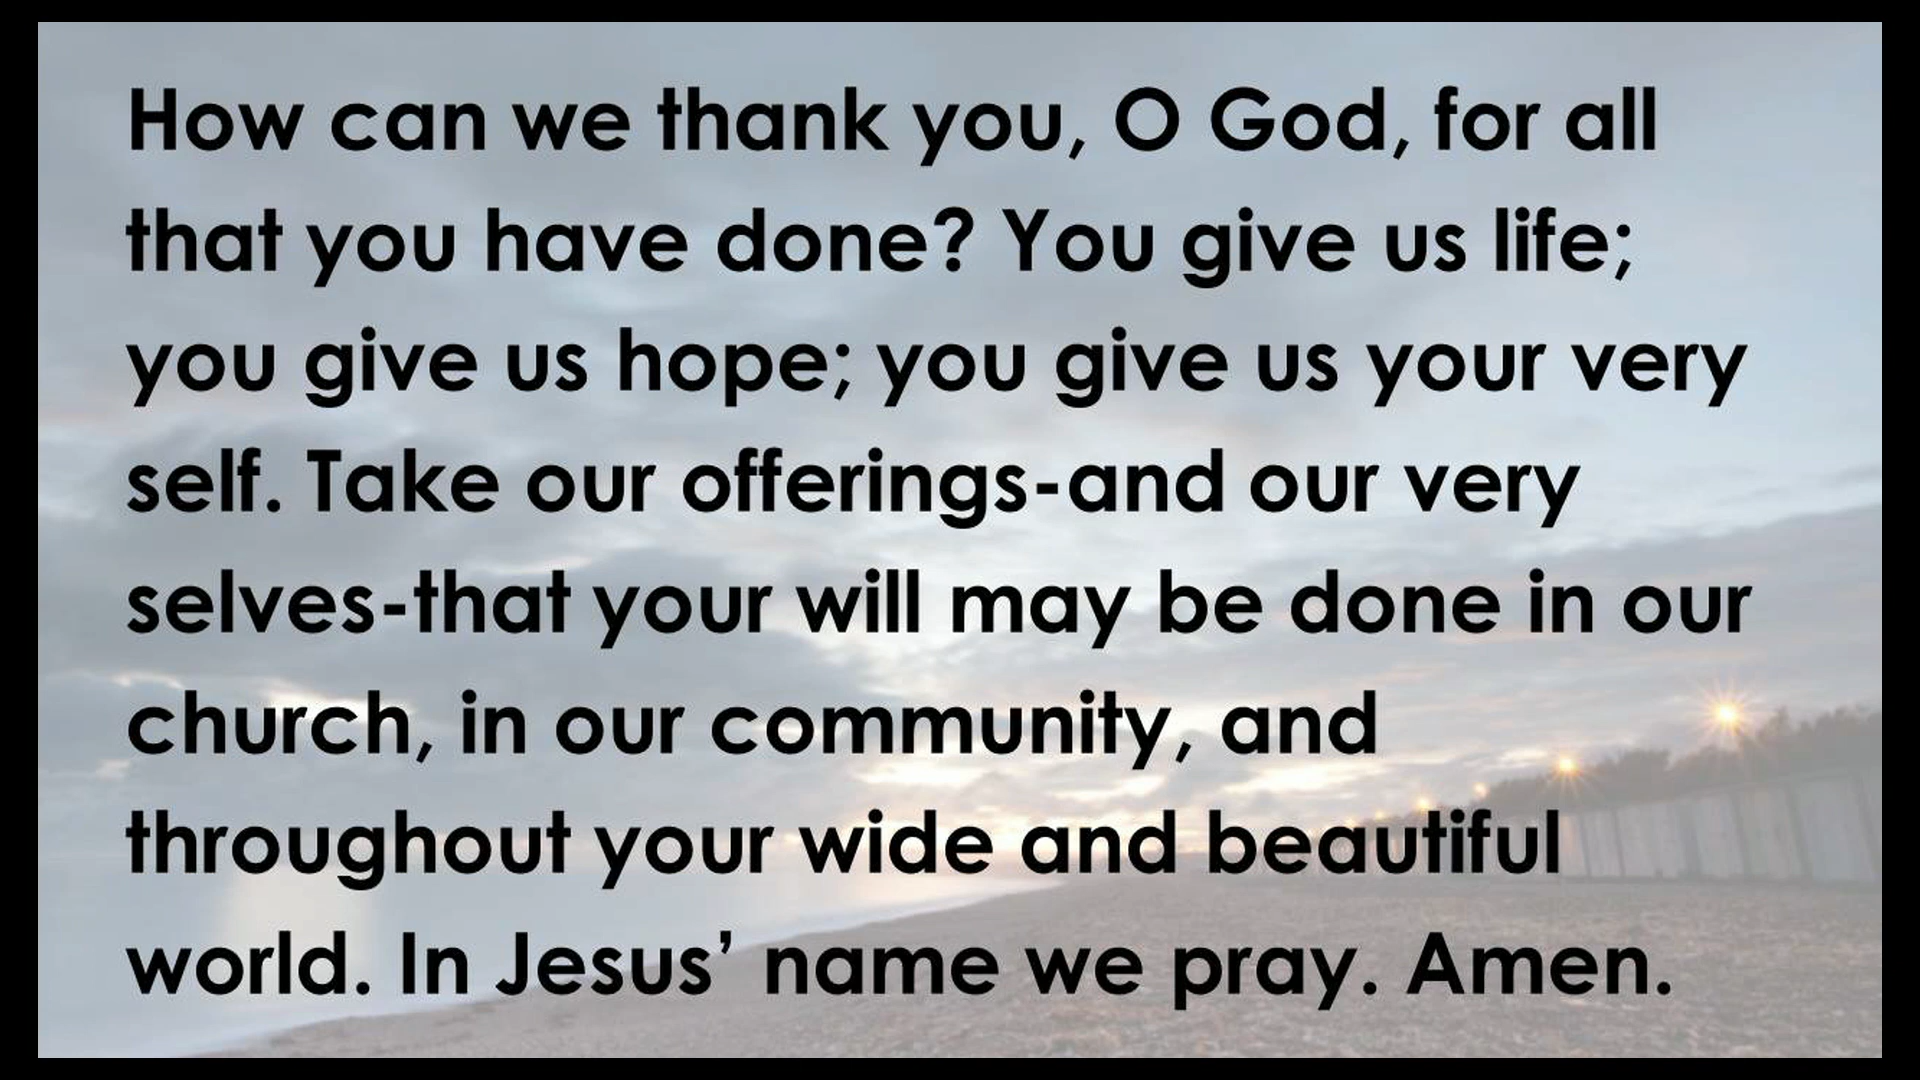 How can we thank you, O God, for all
that you have done? You give us life;
you give us hope; you give us your very
self. Take our offerings-and our very
selves-that your will may be done in our
church, in our community, and
throughout your wide and beautiful
world. In Jesus’ name we pray. Amen.